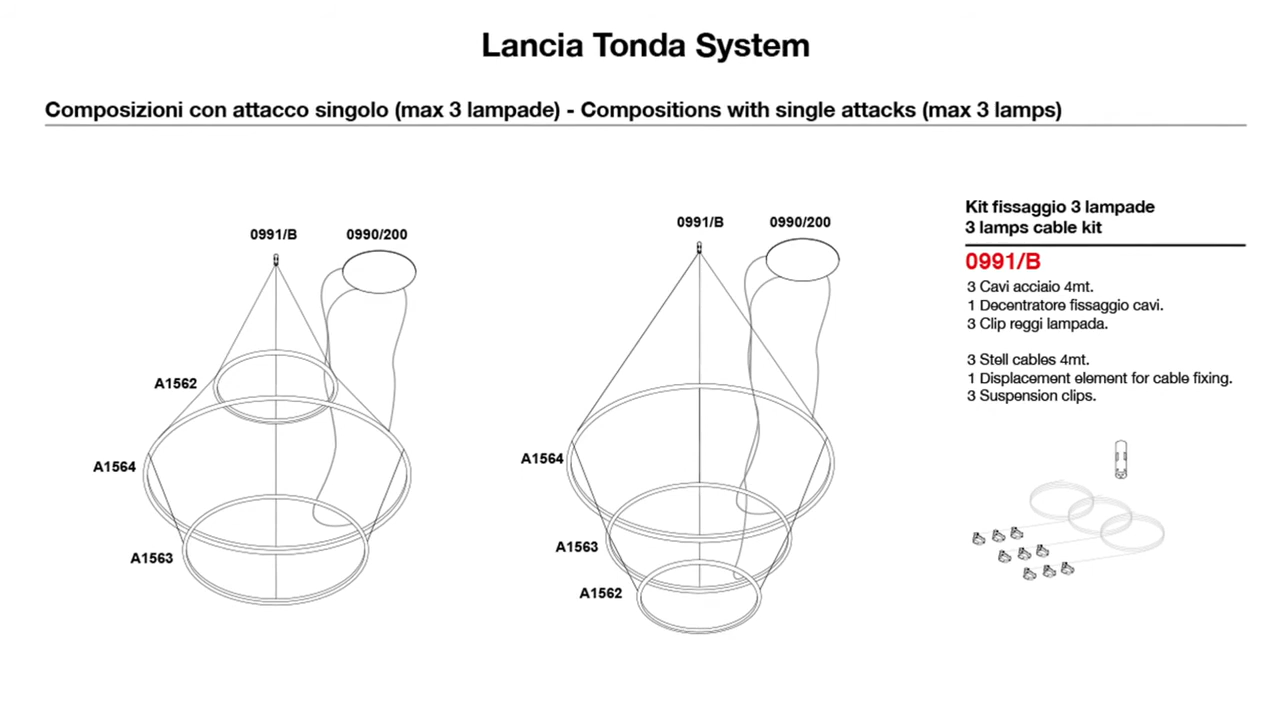 Lancia Tonda System
Composizioni con attacco singolo (max 3 lampade) - Compositions with single attacks (max 3 lamps)
0991/B
0990/200
A1562
A1564
A1563
0991/B
0990/200
A1564
A1563
A1562
Kit fissaggio 3 lampade
3 lamps cable kit
0991/B
3 Cavi acciaio 4mt.
1 Decentratore fissaggio cavi.
3 Clip reggi lampada.
3 Stell cables 4mt.
1 Displacement element for cable fixing.
3 Suspension clips.